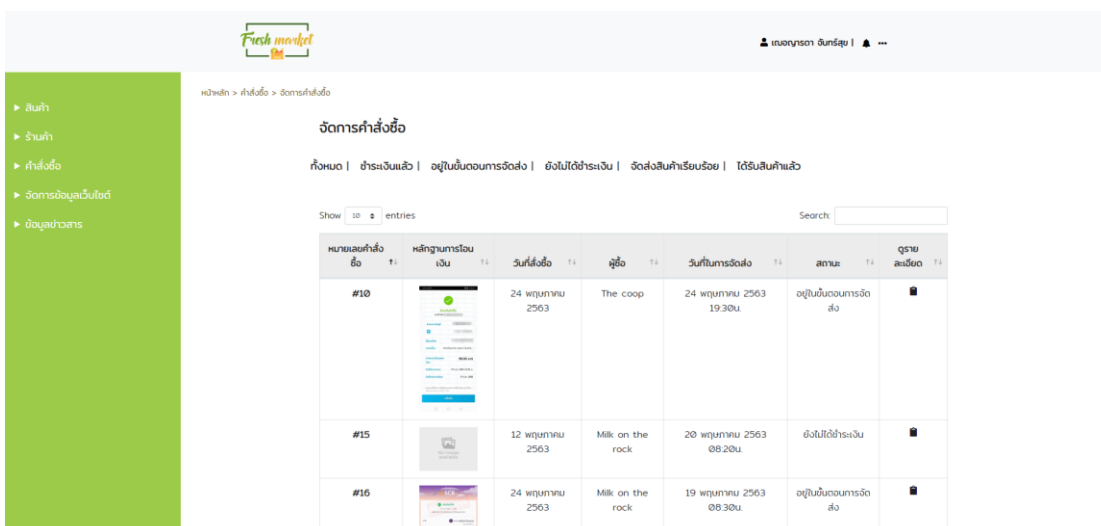 Fresh market
เฌอญารดา จันทร์สุข |
หน้าหลัก > คำสั่งซื้อ > จัดการคำสั่งซื้อ
สินค้า
ร้านค้า
คำสั่งซื้อ
จัดการข้อมูลเว็บไซต์
ข้อมูลข่าวสาร
จัดการคำสั่งซื้อ
ทั้งหมด | ชำระเงินแล้ว | อยู่ในขั้นตอนการจัดส่ง | ยังไม่ได้ชำระเงิน | จัดส่งสินค้าเรียบร้อย | ได้รับสินค้าแล้ว
Show 10 entries Search:
หมายเลขคำสั่ง หลักฐานการโอน ดูราย
ซื้อ เงิน วันที่สั่งซื้อ ผู้ซื้อ วันที่ในการจัดส่ง สถานะ ละเอียด
#10 24 พฤษภาคม The coop 24 พฤษภาคม 2563 อยู่ในขั้นตอนการจัด
2563 19:30น. ส่ง
#15 12 พฤษภาคม Milk on the 20 พฤษภาคม 2563 ยังไม่ได้ชำระเงิน
2563 rock 08:20น.
#16 24 พฤษภาคม Milk on the 19 พฤษภาคม 2563 อยู่ในขั้นตอนการจัด
2563 rock 08:30น. ส่ง